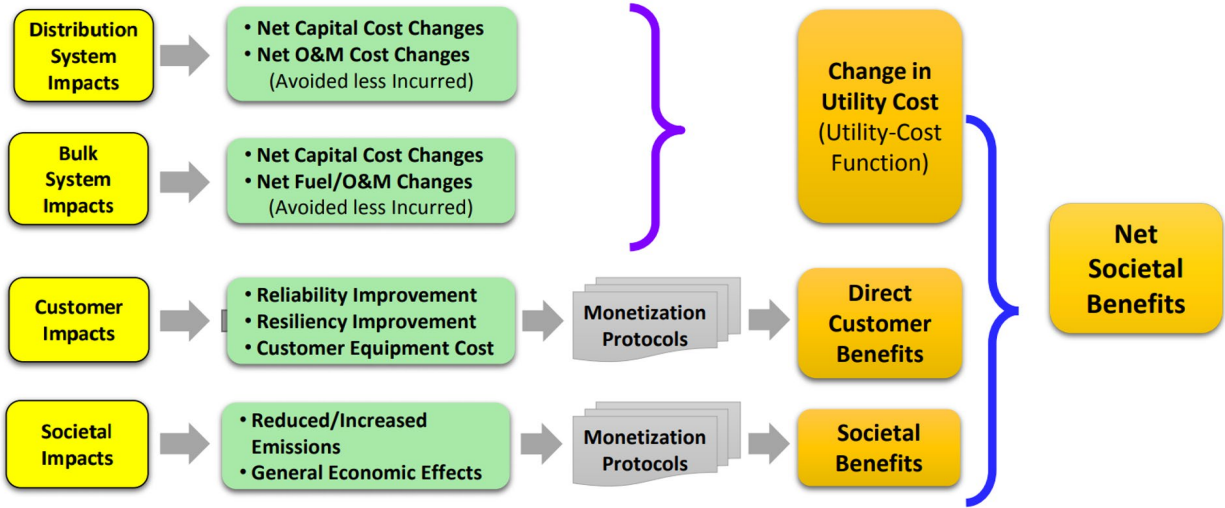 Distribution
System
Impacts
• Net Capital Cost Changes
• Net O&M Cost Changes
(Avoided less Incurred)
Change in
Utility Cost
(Utility-Cost
Function)
Bulk
System
Impacts
• Net Capital Cost Changes
• Net Fuel/O&M Changes
(Avoided less Incurred)
Net
Societal
Benefits
Customer
Impacts
• Reliability Improvement
• Resiliency Improvement
• Customer Equipment Cost
Monetization
Protocols
Direct
Customer
Benefits
Societal
Impacts
• Reduced/Increased
Emissions
• General Economic Effects
Monetization
Protocols
Societal
Benefits